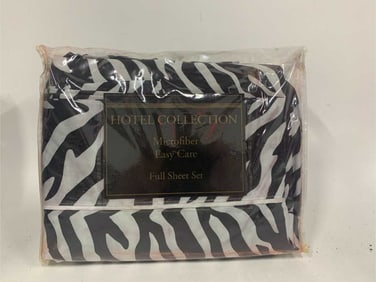 HOTEL COLLECTION
Microfiber
Easy Care
Full Sheet Set